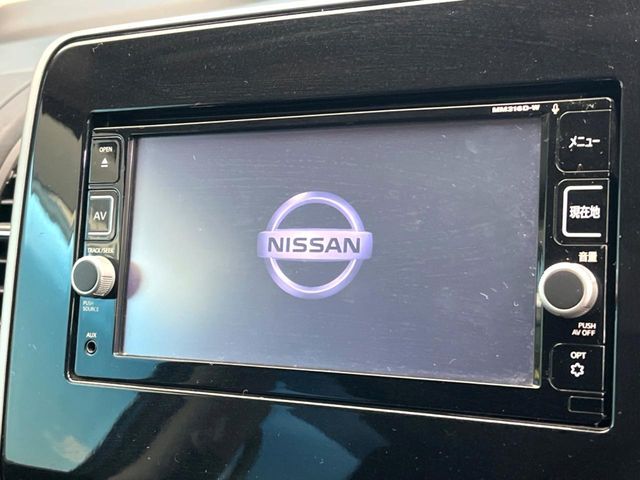 MM316D-W
OPEN
AV
TRACK/SEEK
PUSH
SOURCE
AUX
NISSAN
メニュー
現在地
音量
PUSH
AV OFF
OPT